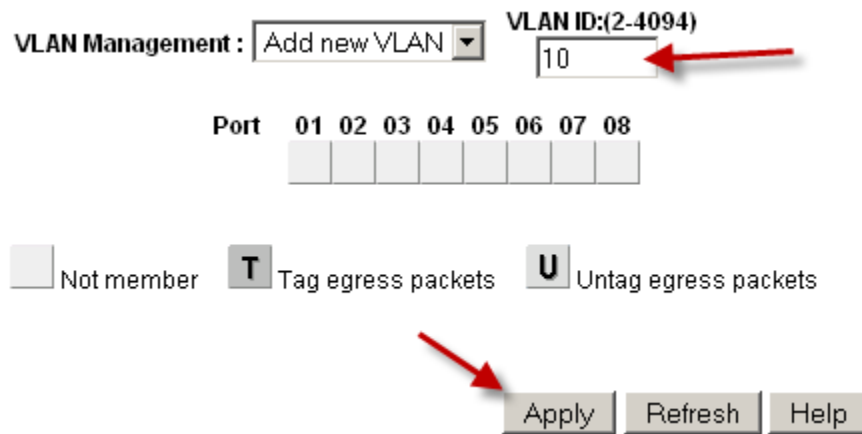 VLAN Management : Add new VLAN
VLAN ID:(2-4094)
10
Port 01 02 03 04 05 06 07 08
Not member T Tag egress packets U Untag egress packets
Apply Refresh Help